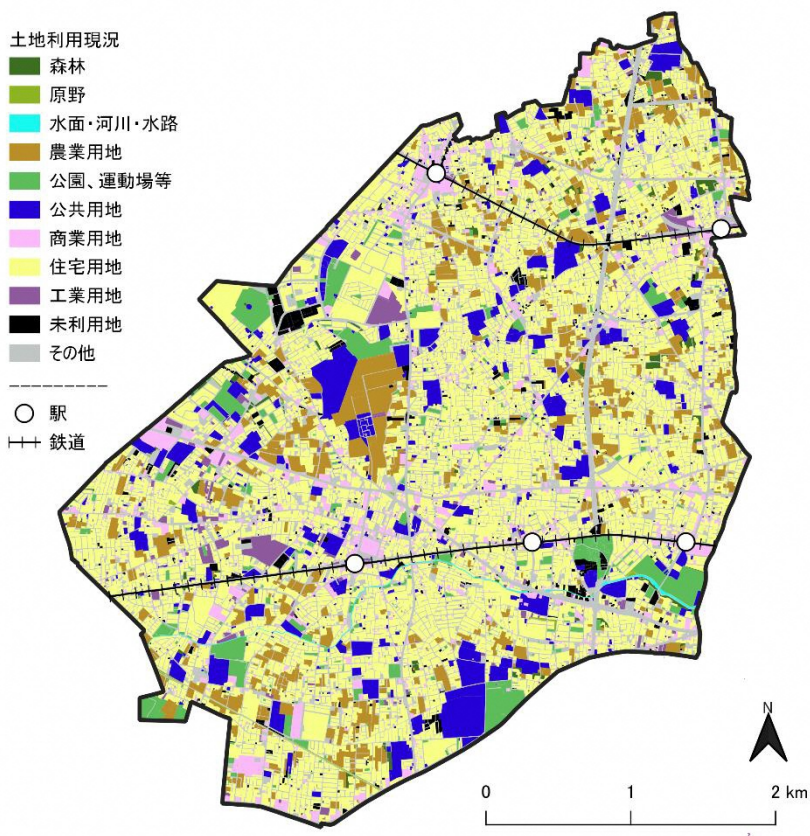 土地利用現況
森林
原野
水面・河川・水路
農業用地
公園、運動場等
公共用地
商業用地
住宅用地
工業用地
未利用地
その他
駅
鉄道
N
0 1 2 km